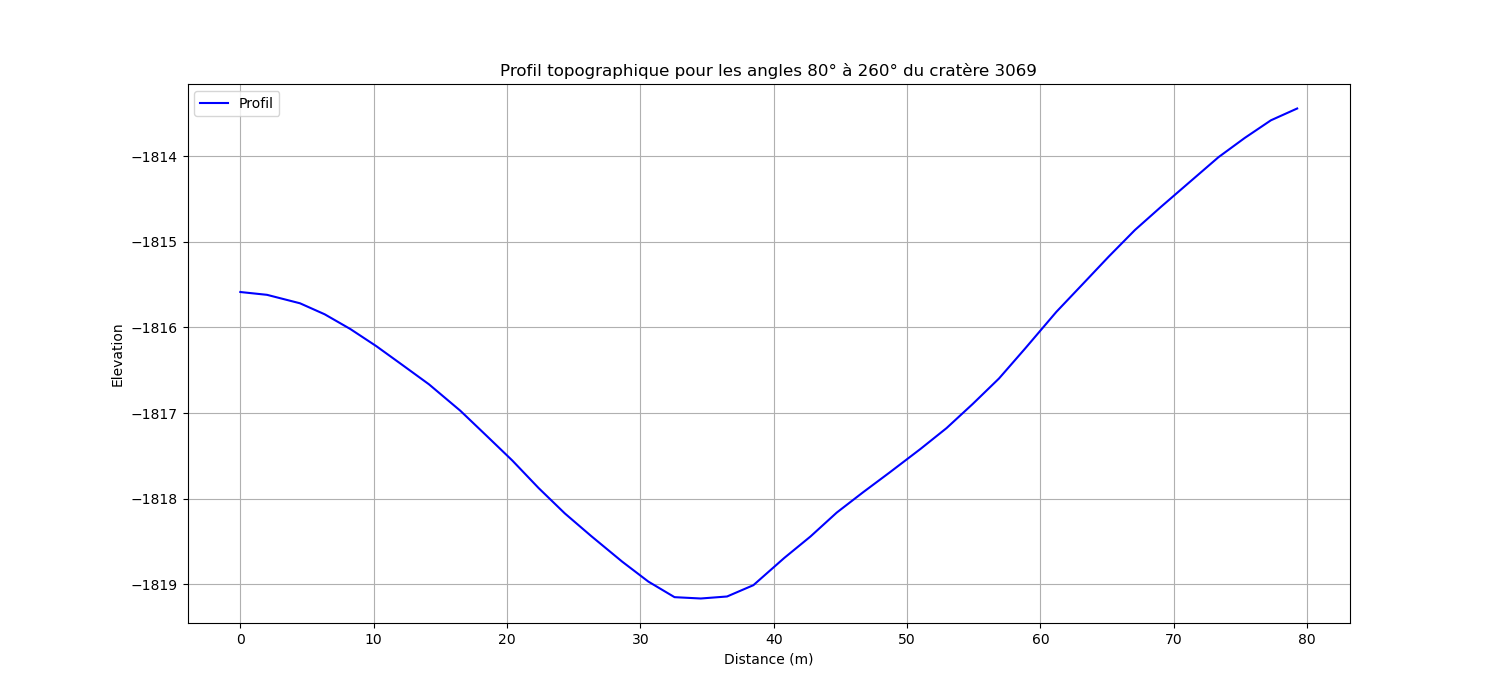 Profil topographique pour les angles 80° à 260° du cratère 3069
Profil
−1814
−1815
−1816
−1817
−1818
−1819
Elevation
0 10 20 30 40 50 60 70 80
Distance (m)